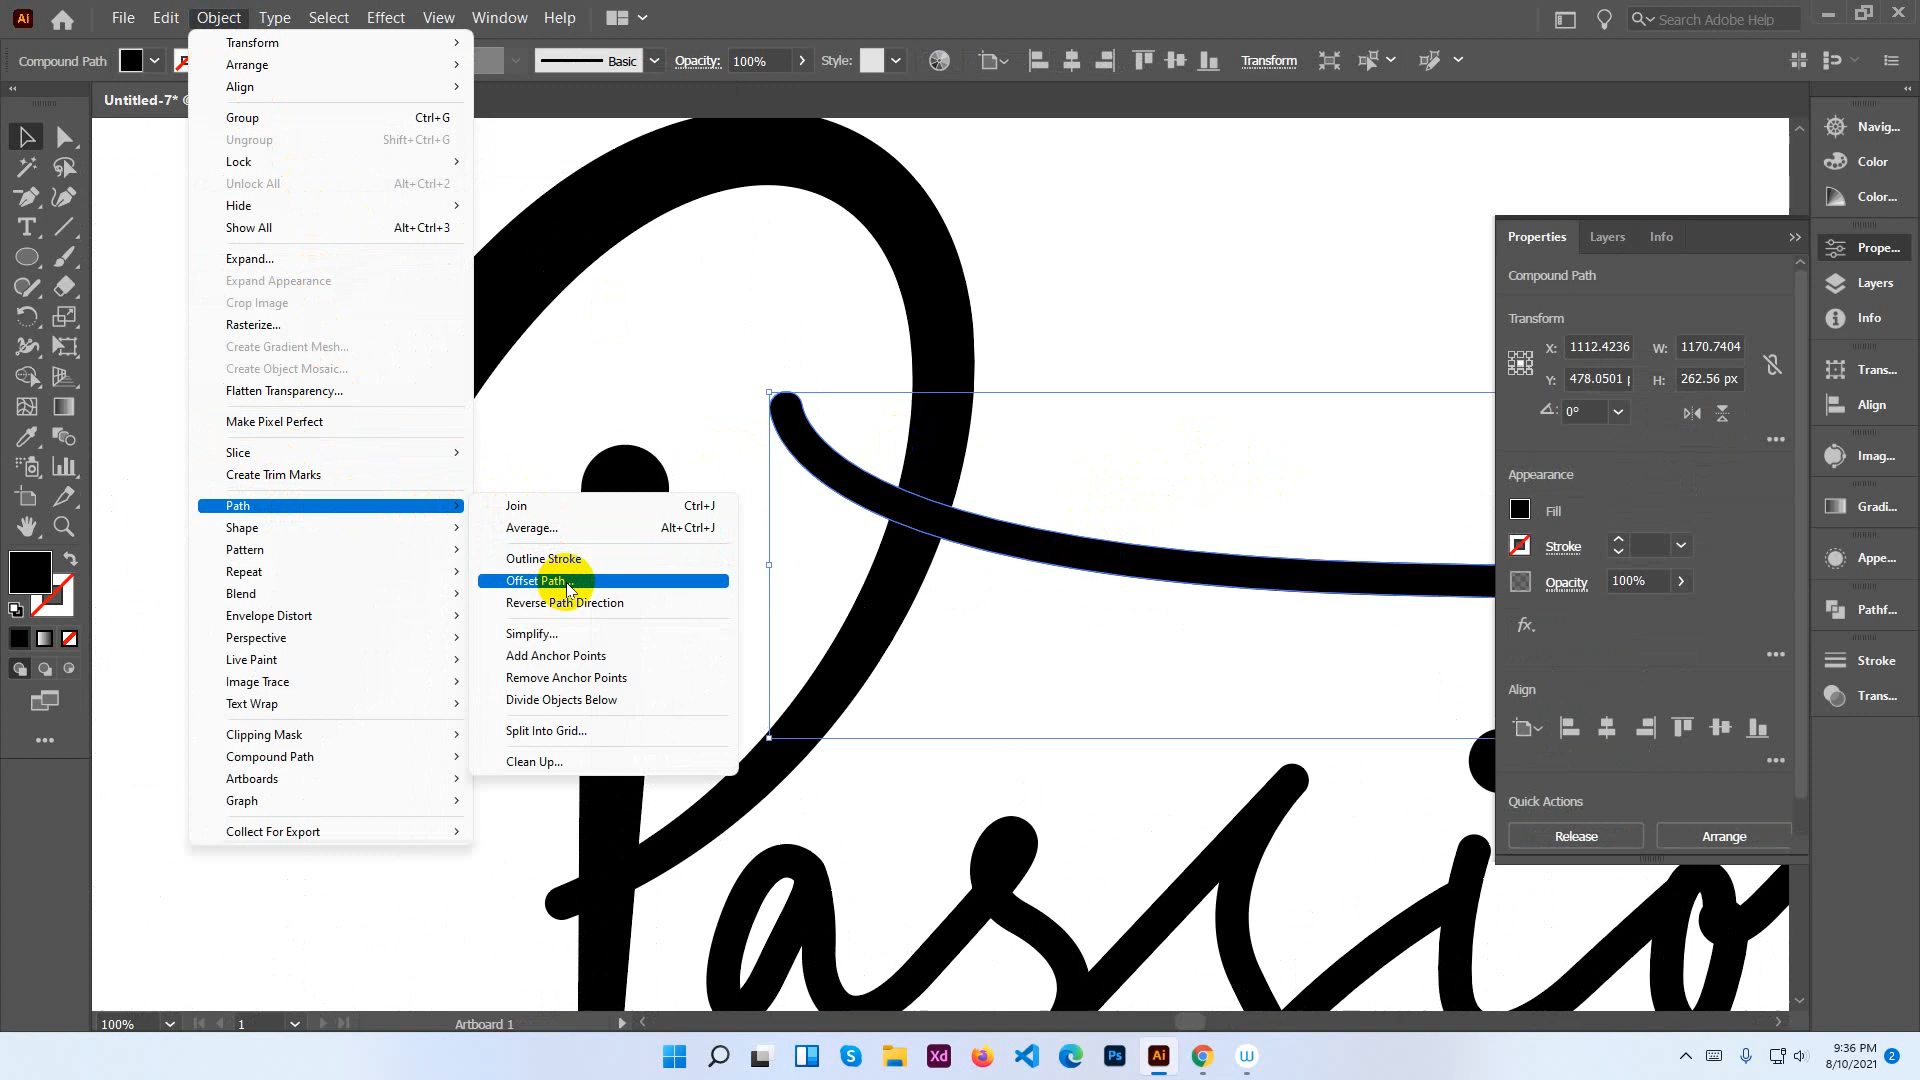 Ai File Edit Object Type Select Effect View Window Help Search Adobe Help
Compound Path Basic Opacity: 100% Style: Transform
Untitled-7*
Transform
Arrange
Align
Group Ctrl+G
Ungroup Shift+Ctrl+G
Lock
Unlock All Alt+Ctrl+2
Hide
Show All Alt+Ctrl+3
Expand...
Expand Appearance
Crop Image
Rasterize...
Create Gradient Mesh...
Create Object Mosaic...
Flatten Transparency...
Make Pixel Perfect
Slice
Create Trim Marks
Path
Shape
Pattern
Repeat
Blend
Envelope Distort
Perspective
Live Paint
Image Trace
Text Wrap
Clipping Mask
Compound Path
Artboards
Graph
Collect For Export
Join Ctrl+J
Average... Alt+Ctrl+J
Outline Stroke
Offset Path...
Reverse Path Direction
Simplify...
Add Anchor Points
Remove Anchor Points
Divide Objects Below
Split Into Grid...
Clean Up...
Passio
Properties Layers Info
Compound Path
Transform
X: 1112.4236 W: 1170.7404
Y: 478.0501 H: 262.56 px
0°
Appearance
Fill
Stroke
Opacity 100%
fx.
Align
Quick Actions
Release Arrange
Navig...
Color
Color...
Prope...
Layers
Info
Trans...
Align
Imag...
Gradi...
Appe...
Pathf...
Stroke
Trans...
100% 1 Artboard 1
Xd Ps Ai
9:36 PM
8/10/2021 2